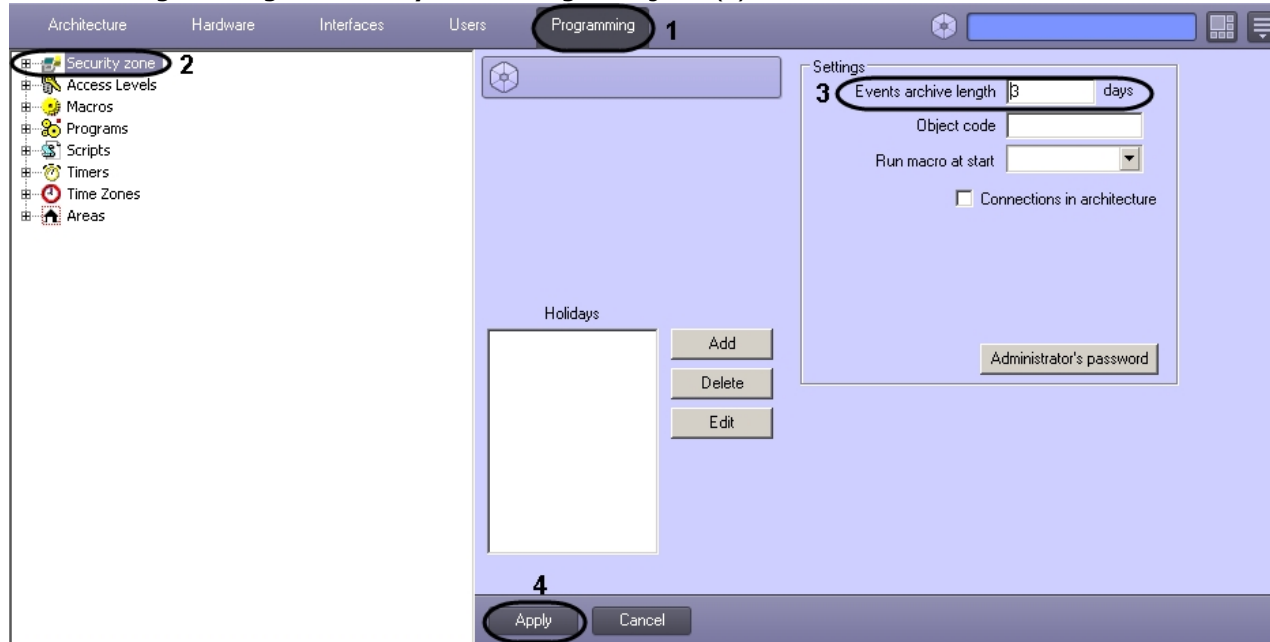 Architecture Hardware Interfaces Users Programming 1
Security zone 2
Access Levels
Macros
Programs
Scripts
Timers
Time Zones
Areas
Settings
3 Events archive length 3 days
Object code
Run macro at start
Connections in architecture
Administrator's password
Holidays
Add
Delete
Edit
4
Apply Cancel